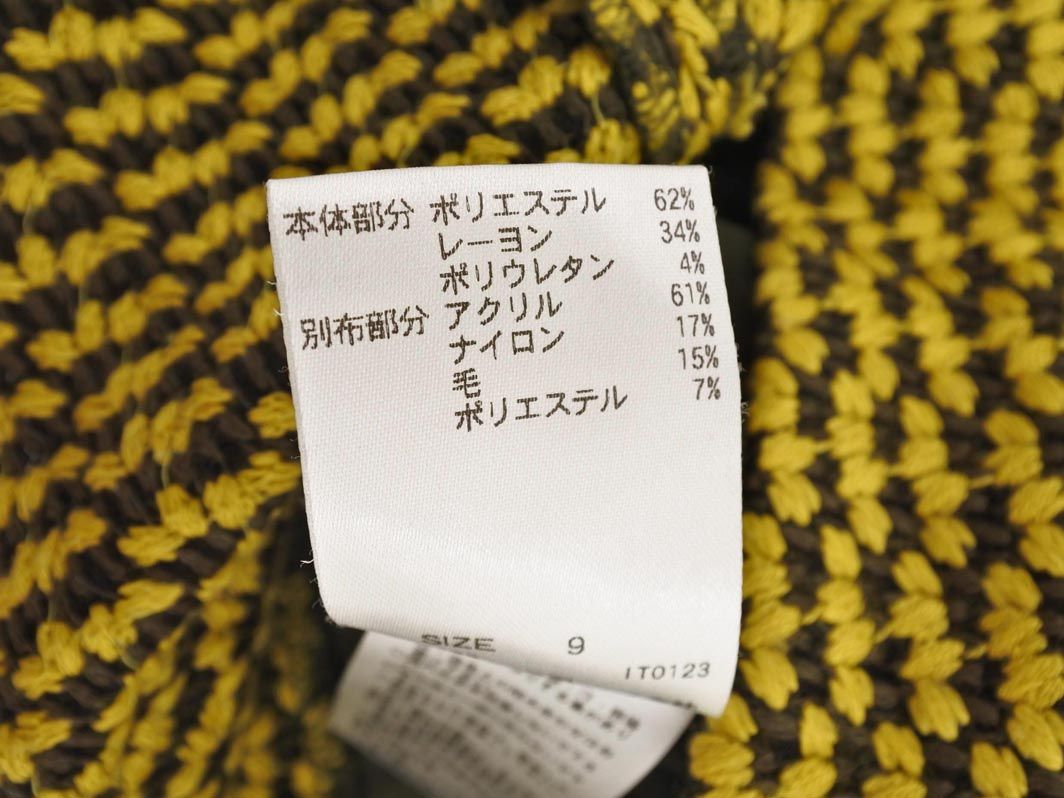 本体部分 ポリエステル 62%
レーヨン 34%
ポリウレタン 4%
別布部分 アクリル 61%
ナイロン 17%
毛 15%
ポリエステル 7%
SIZE 9
IT0123